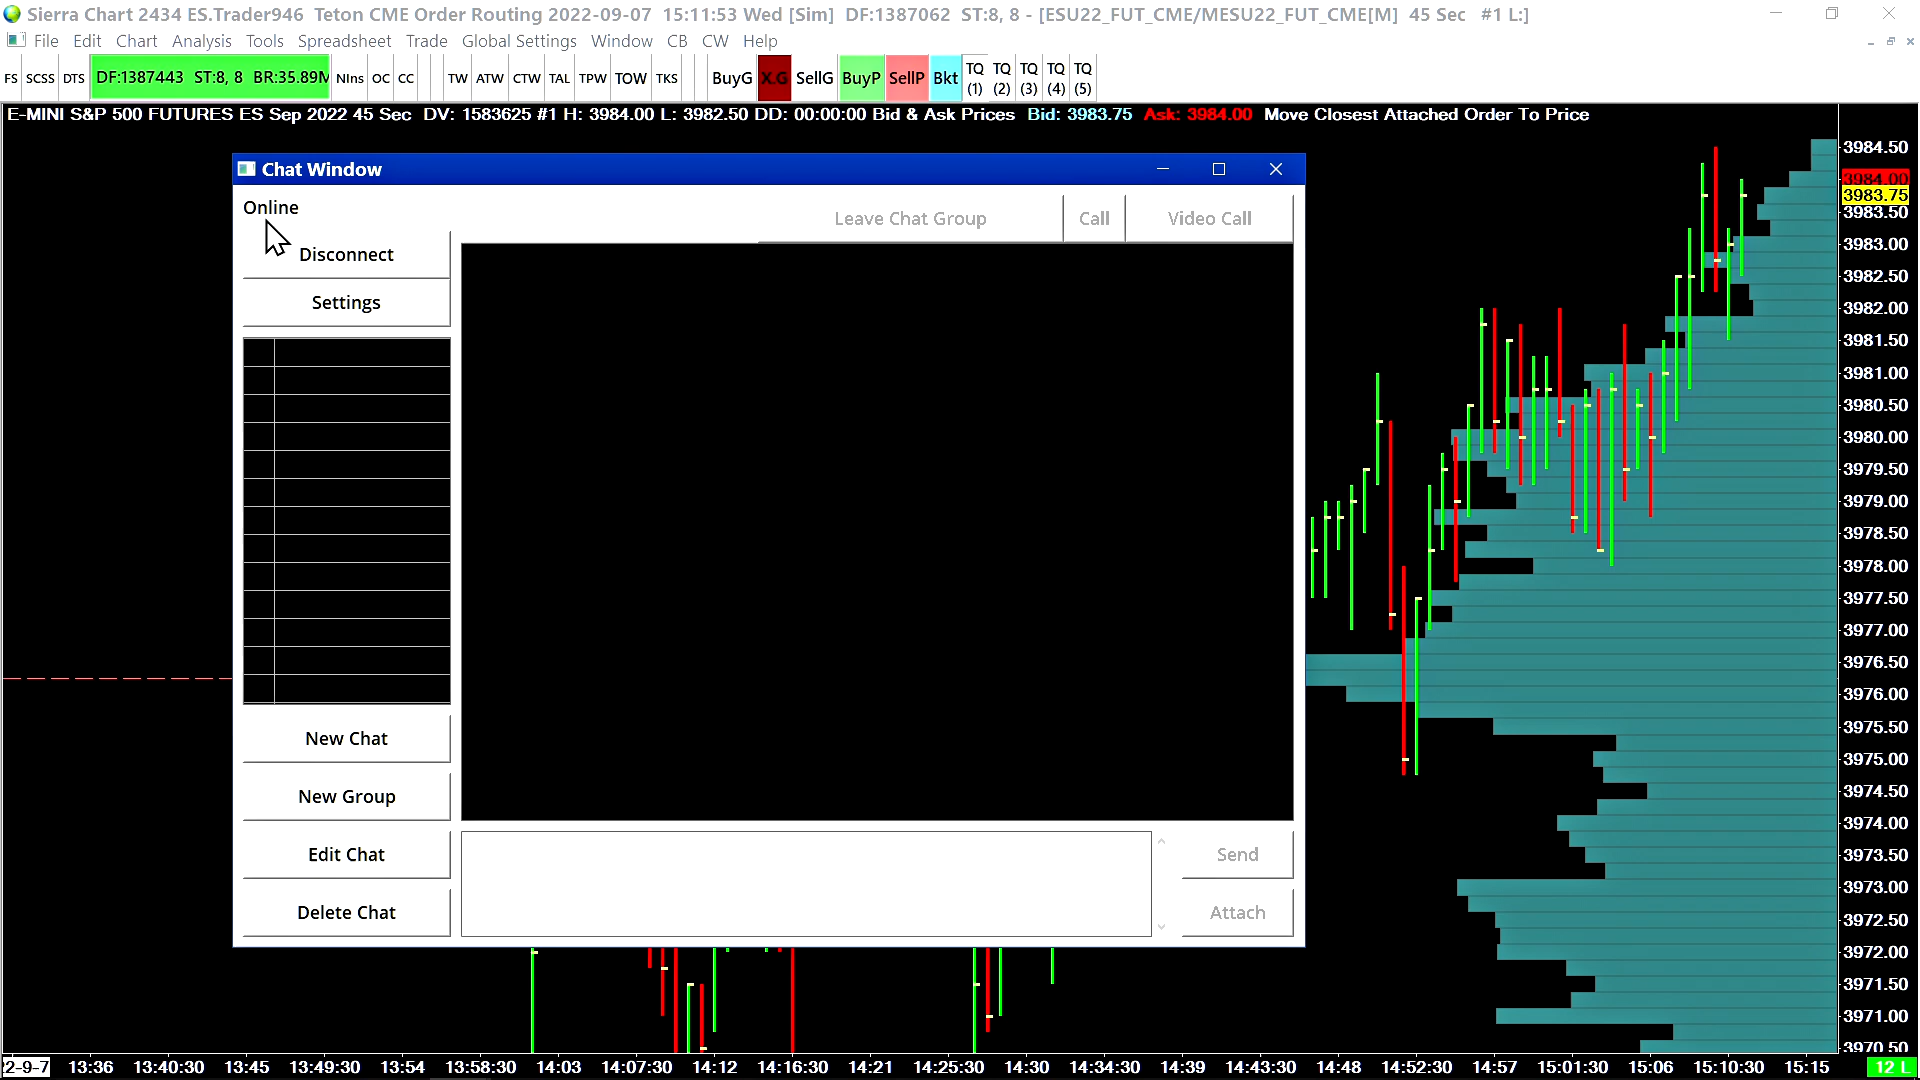 Sierra Chart 2434 ES.Trader946 Teton CME Order Routing 2022-09-07 15:11:53 Wed [Sim] DF:1387062 ST:8, 8 - [ESU22_FUT_CME/MESU22_FUT_CME[M] 45 Sec #1 L:]
File Edit Chart Analysis Tools Spreadsheet Trade Global Settings Window CB CW Help
FS SCSS DTS DF:1387443 ST:8, 8 BR:35.89M NIns OC CC TW ATW CTW TAL TPW TOW TKS BuyG X.G SellG BuyP SellP Bkt TQ (1) TQ (2) TQ (3) TQ (4) TQ (5)
E-MINI S&P 500 FUTURES ES Sep 2022 45 Sec DV: 1583625 #1 H: 3984.00 L: 3982.50 DD: 00:00:00 Bid & Ask Prices Bid: 3983.75 Ask: 3984.00 Move Closest Attached Order To Price
Chat Window
Online
Leave Chat Group Call Video Call
Disconnect
Settings
New Chat
New Group
Edit Chat
Delete Chat
Send
Attach
3984.50
3984.00
3983.75
3983.50
3983.00
3982.50
3982.00
3981.50
3981.00
3980.50
3980.00
3979.50
3979.00
3978.50
3978.00
3977.50
3977.00
3976.50
3976.00
3975.50
3975.00
3974.50
3974.00
3973.50
3973.00
3972.50
3972.00
3971.50
3971.00
3970.50
2-9-7 13:36 13:40:30 13:45 13:49:30 13:54 13:58:30 14:03 14:07:30 14:12 14:16:30 14:21 14:25:30 14:30 14:34:30 14:39 14:43:30 14:48 14:52:30 14:57 15:01:30 15:06 15:10:30 15:15 12 L